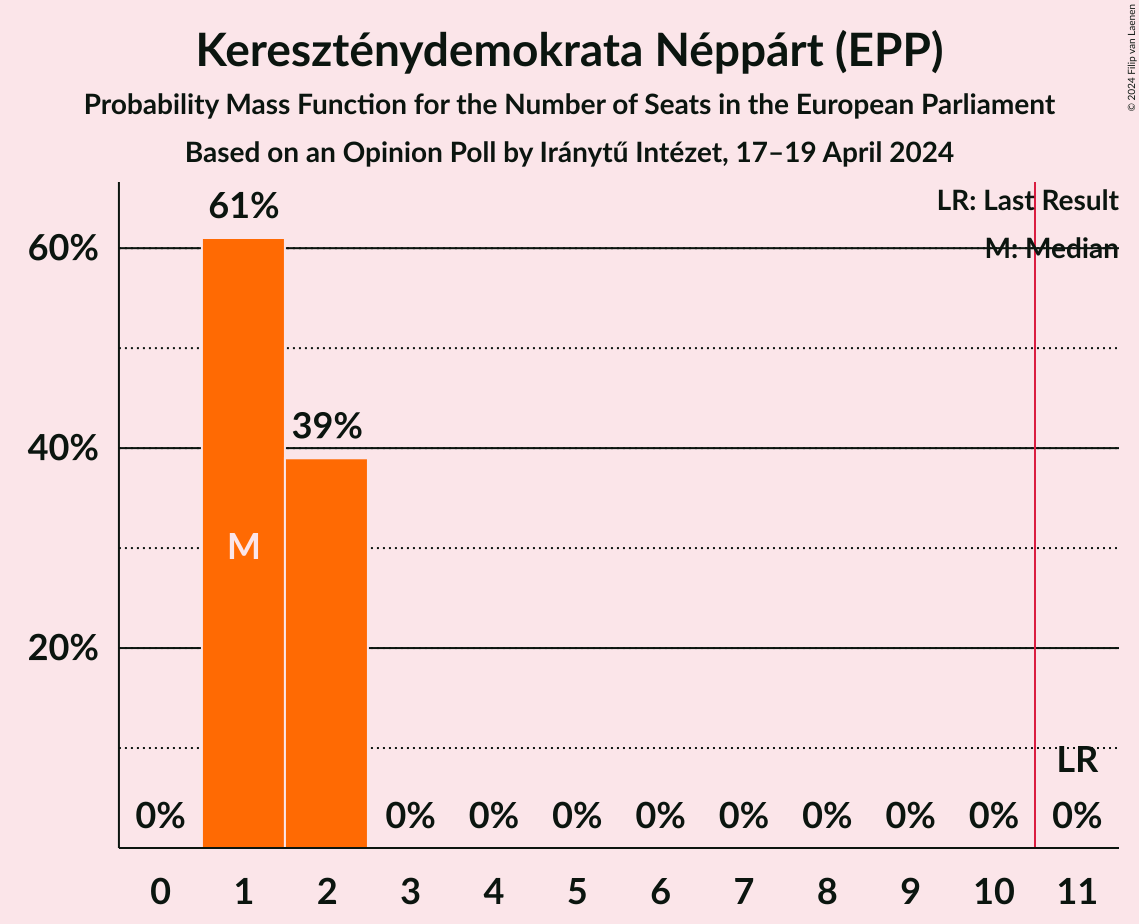 Kereszténydemokrata Néppárt (EPP)
Probability Mass Function for the Number of Seats in the European Parliament
Based on an Opinion Poll by Iránytű Intézet, 17–19 April 2024
© 2024 Filip van Laenen
LR: Last Result
M: Median
60%
40%
20%
61%
39%
M
LR
0% 0% 0% 0% 0% 0% 0% 0% 0% 0%
0 1 2 3 4 5 6 7 8 9 10 11